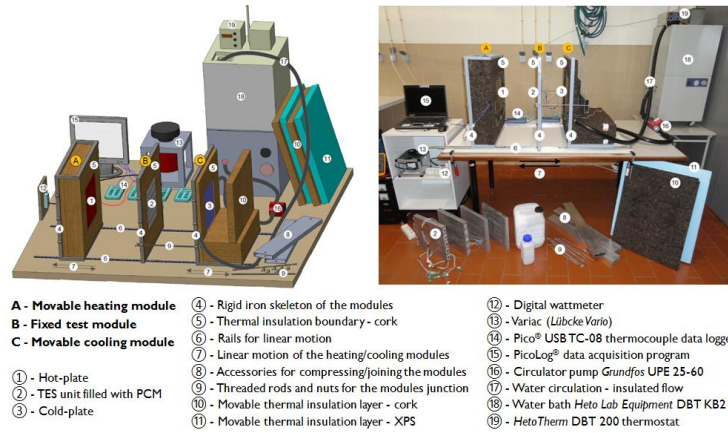 A - Movable heating module
B - Fixed test module
C - Movable cooling module
① - Hot-plate
② - TES unit filled with PCM
③ - Cold-plate
④ - Rigid iron skeleton of the modules
⑤ - Thermal insulation boundary - cork
⑥ - Rails for linear motion
⑦ - Linear motion of the heating/cooling modules
⑧ - Accessories for compressing/joining the modules
⑨ - Threaded rods and nuts for the modules junction
⑩ - Movable thermal insulation layer - cork
⑪ - Movable thermal insulation layer - XPS
⑫ - Digital wattmeter
⑬ - Variac (Lübcke Vario)
⑭ - Pico® USB TC-08 thermocouple data logge
⑮ - PicoLog® data acquisition program
⑯ - Circulator pump Grundfos UPE 25-60
⑰ - Water circulation - insulated flow
⑱ - Water bath Heto Lab Equipment DBT KB2
⑲ - HetoTherm DBT 200 thermostat